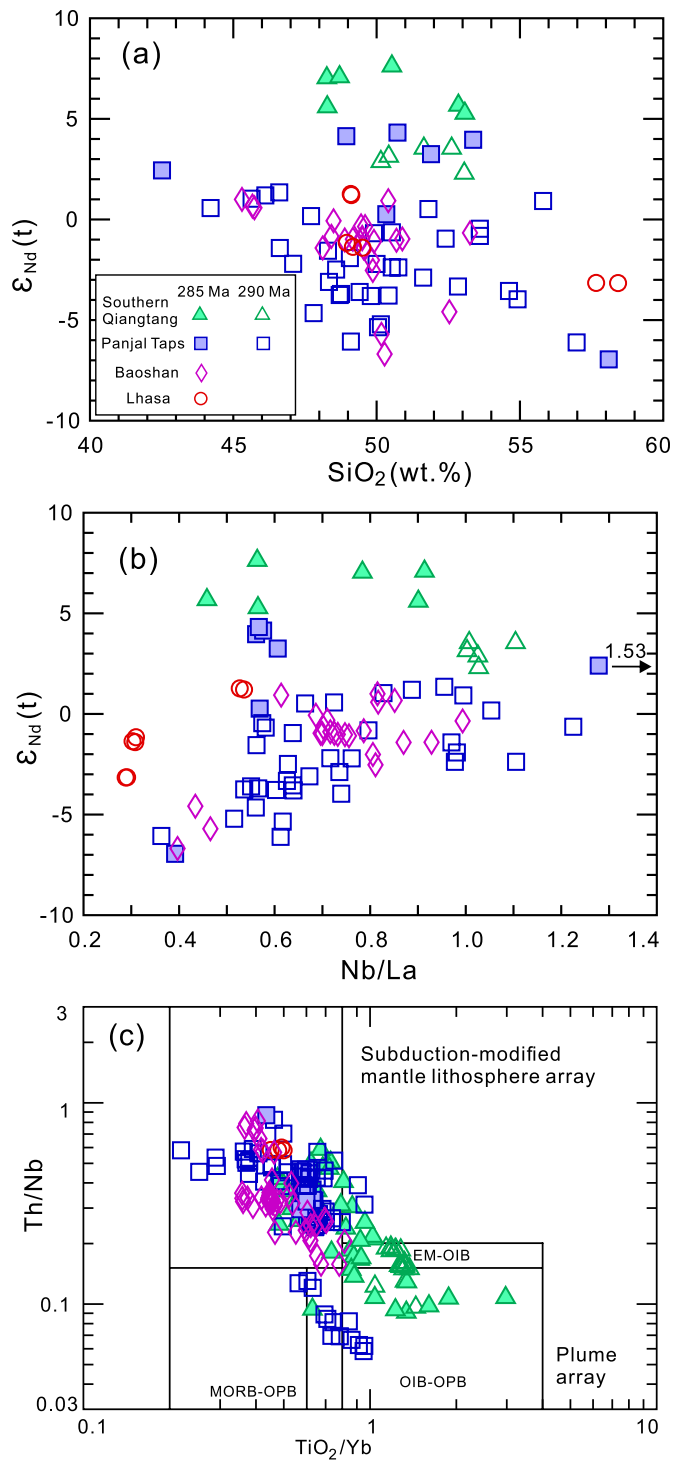 10
(a)
5
0
εNd(t)
285 Ma 290 Ma
Southern
Qiangtang
-5
Panjal Taps
Baoshan
Lhasa
-10
40 45 50 55 60
SiO2(wt.%)
10
(b)
5
1.53
0
εNd(t)
-5
-10
0.2 0.4 0.6 0.8 1.0 1.2 1.4
Nb/La
3
(c)
Subduction-modified
mantle lithosphere array
1
Th/Nb
EM-OIB
0.1
Plume
array
MORB-OPB
OIB-OPB
0.03
0.1 1 10
TiO2/Yb